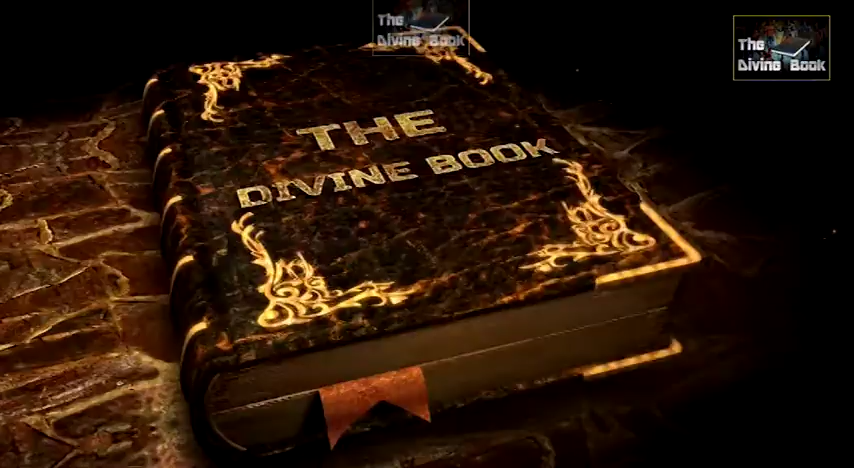 The
Divine Book
The
Divine Book
THE
DIVINE BOOK